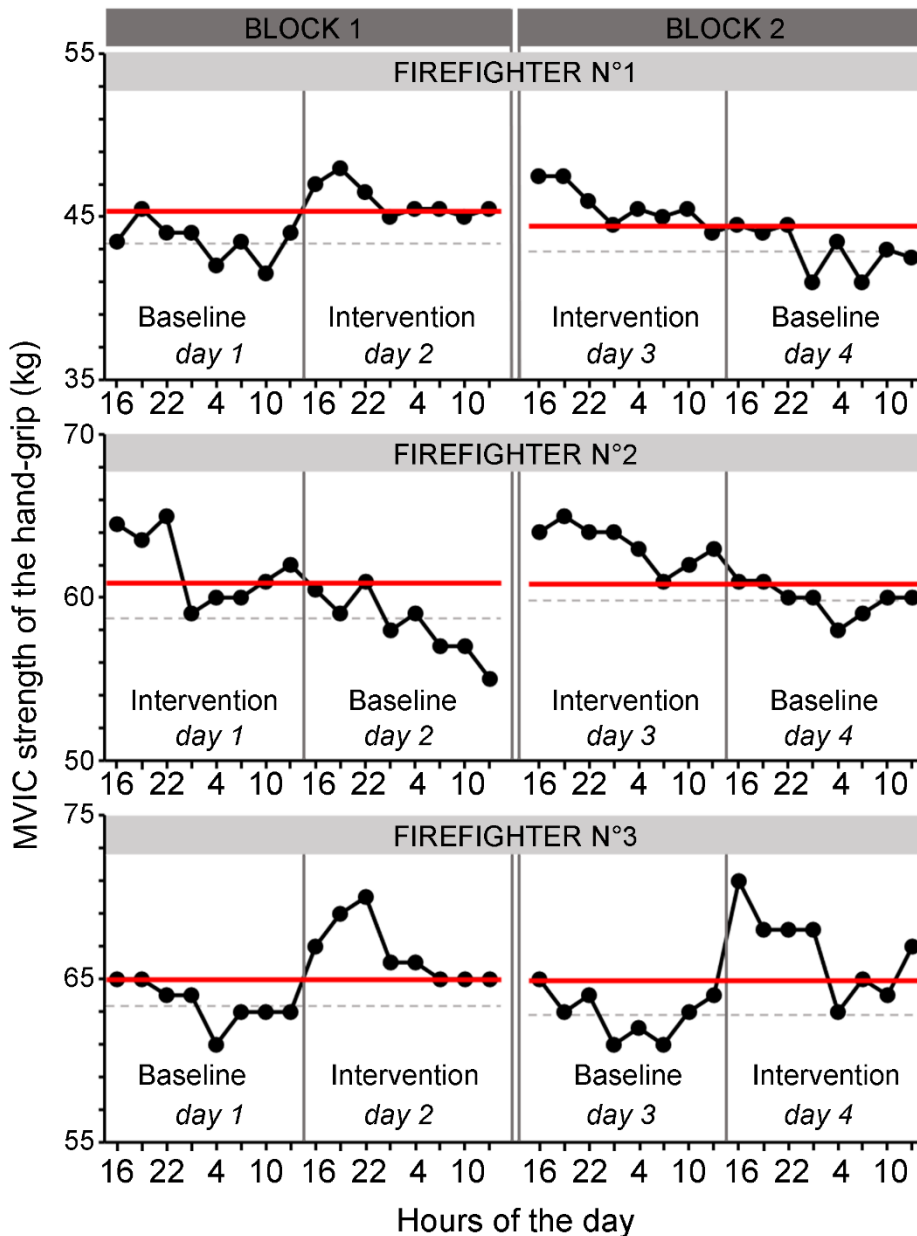 BLOCK 1 BLOCK 2
FIREFIGHTER N°1
55
45
35
Baseline Intervention Intervention Baseline
day 1 day 2 day 3 day 4
16 22 4 10 16 22 4 10 16 22 4 10 16 22 4 10
FIREFIGHTER N°2
70
60
50
Intervention Baseline Intervention Baseline
day 1 day 2 day 3 day 4
16 22 4 10 16 22 4 10 16 22 4 10 16 22 4 10
FIREFIGHTER N°3
75
65
55
Baseline Intervention Baseline Intervention
day 1 day 2 day 3 day 4
16 22 4 10 16 22 4 10 16 22 4 10 16 22 4 10
MVIC strength of the hand-grip (kg)
Hours of the day